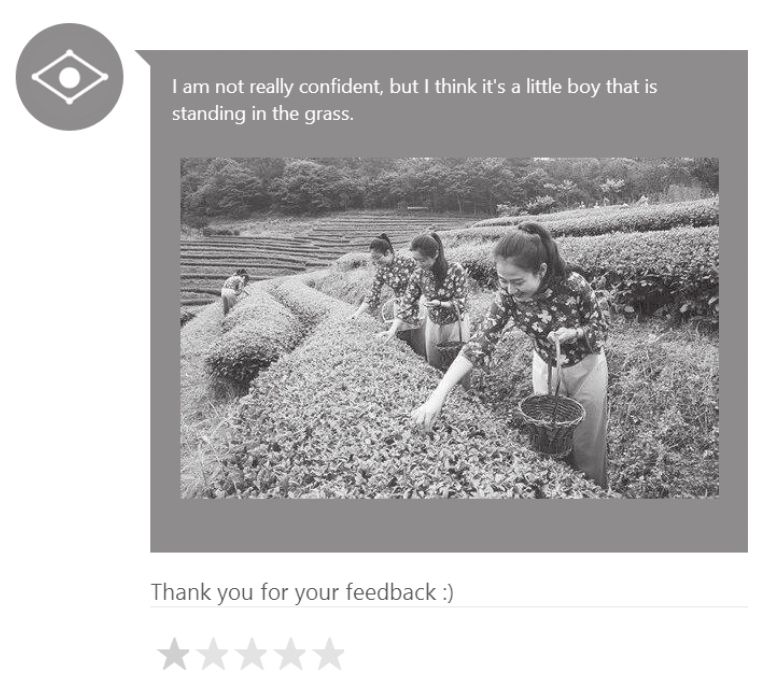 I am not really confident, but I think it's a little boy that is
standing in the grass.
Thank you for your feedback :)